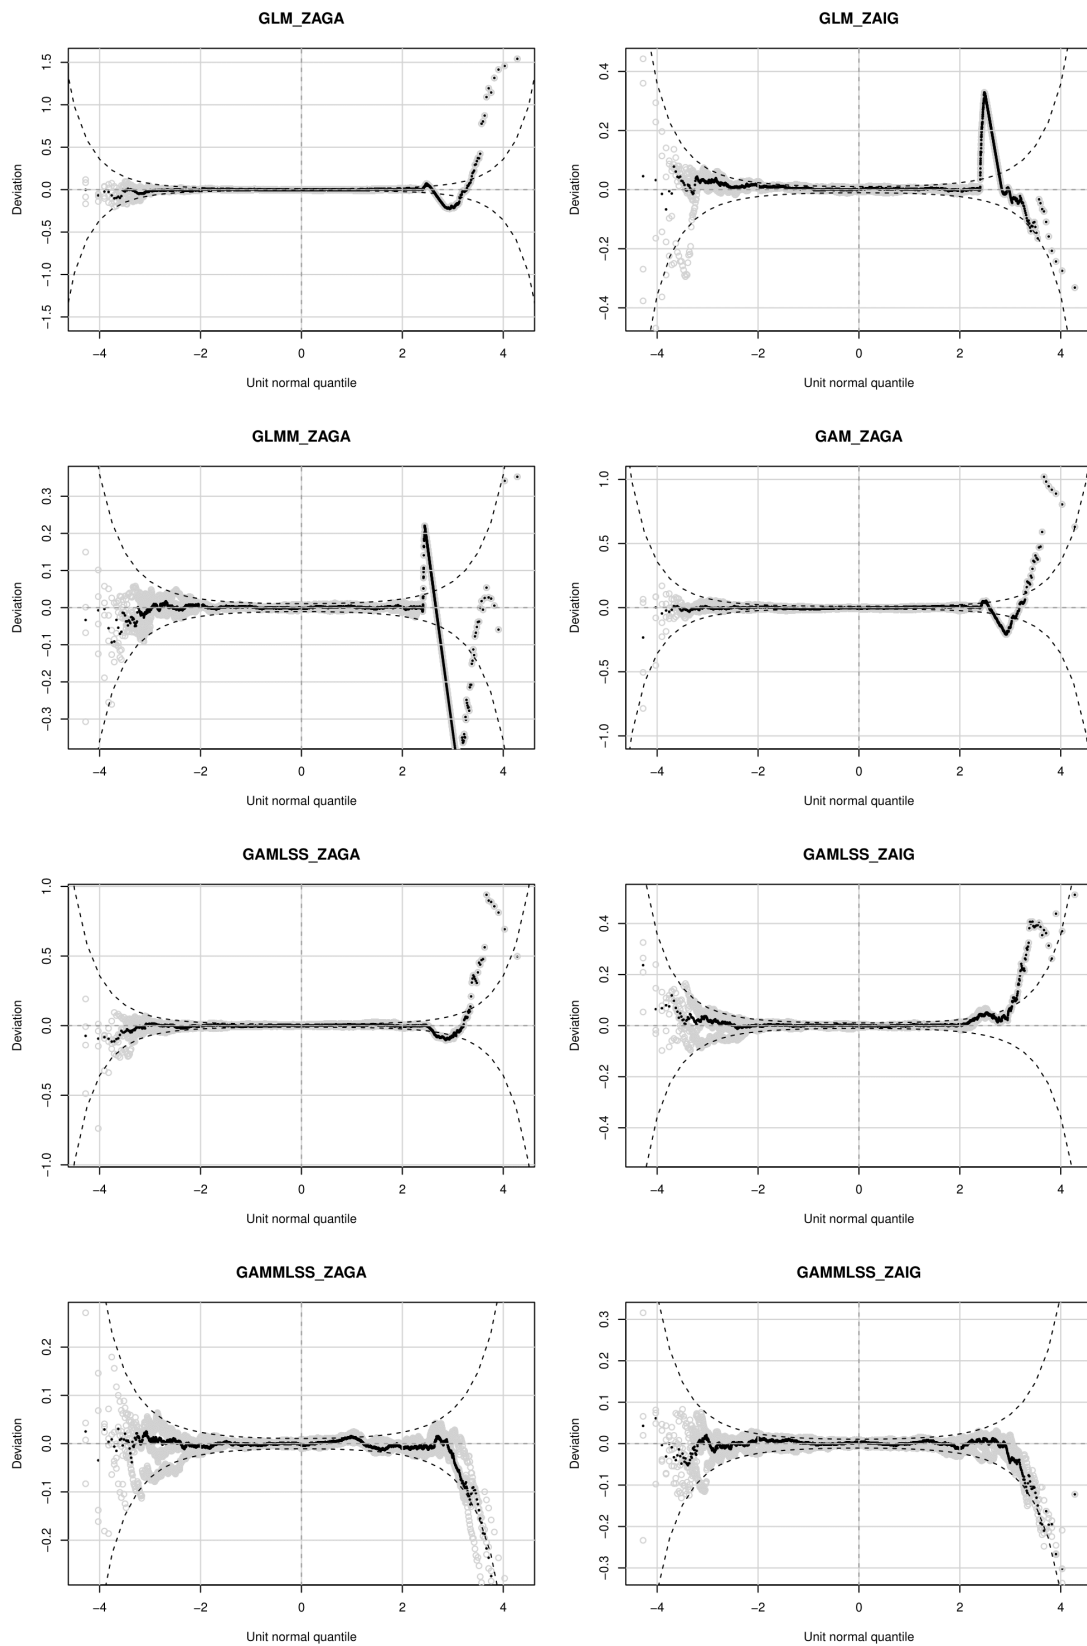 GLM_ZAGA
Deviation
1.5
1.0
0.5
0.0
−0.5
−1.0
−1.5
−4 −2 0 2 4
Unit normal quantile
GLM_ZAIG
Deviation
0.4
0.2
0.0
−0.2
−0.4
−4 −2 0 2 4
Unit normal quantile
GLMM_ZAGA
Deviation
0.3
0.2
0.1
0.0
−0.1
−0.2
−0.3
−4 −2 0 2 4
Unit normal quantile
GAM_ZAGA
Deviation
1.0
0.5
0.0
−0.5
−1.0
−4 −2 0 2 4
Unit normal quantile
GAMLSS_ZAGA
Deviation
1.0
0.5
0.0
−0.5
−1.0
−4 −2 0 2 4
Unit normal quantile
GAMLSS_ZAIG
Deviation
0.4
0.2
0.0
−0.2
−0.4
−4 −2 0 2 4
Unit normal quantile
GAMMLSS_ZAGA
Deviation
0.2
0.1
0.0
−0.1
−0.2
−4 −2 0 2 4
Unit normal quantile
GAMMLSS_ZAIG
Deviation
0.3
0.2
0.1
0.0
−0.1
−0.2
−0.3
−4 −2 0 2 4
Unit normal quantile